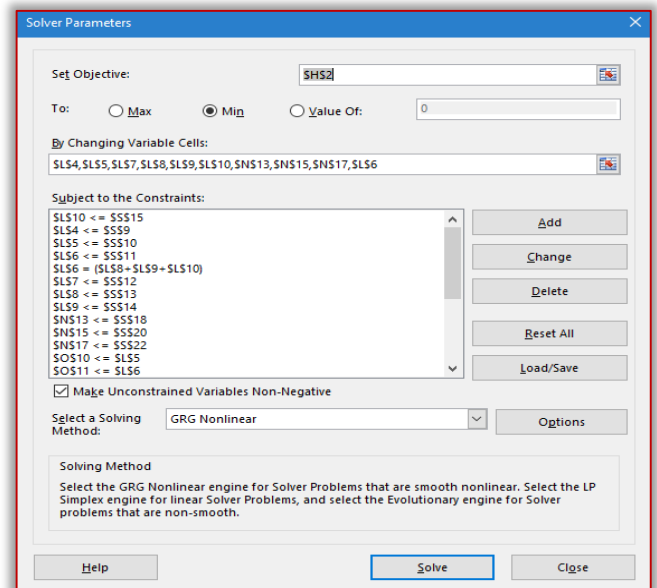 Solver Parameters
Set Objective:
$H$2
To:
Max
Min
Value Of:
0
By Changing Variable Cells:
$L$4,$L$5,$L$7,$L$8,$L$9,$L$10,$N$13,$N$15,$N$17,$L$6
Subject to the Constraints:
$L$10 <= $S$15
$L$4 <= $S$9
$L$5 <= $S$10
$L$6 <= $S$11
$L$6 = ($L$8+$L$9+$L$10)
$L$7 <= $S$12
$L$8 <= $S$13
$L$9 <= $S$14
$N$13 <= $S$18
$N$15 <= $S$20
$N$17 <= $S$22
$O$10 <= $L$5
$O$11 <= $L$6
Add
Change
Delete
Reset All
Load/Save
Make Unconstrained Variables Non-Negative
Select a Solving
Method:
GRG Nonlinear
Options
Solving Method
Select the GRG Nonlinear engine for Solver Problems that are smooth nonlinear. Select the LP
Simplex engine for linear Solver Problems, and select the Evolutionary engine for Solver
problems that are non-smooth.
Help
Solve
Close